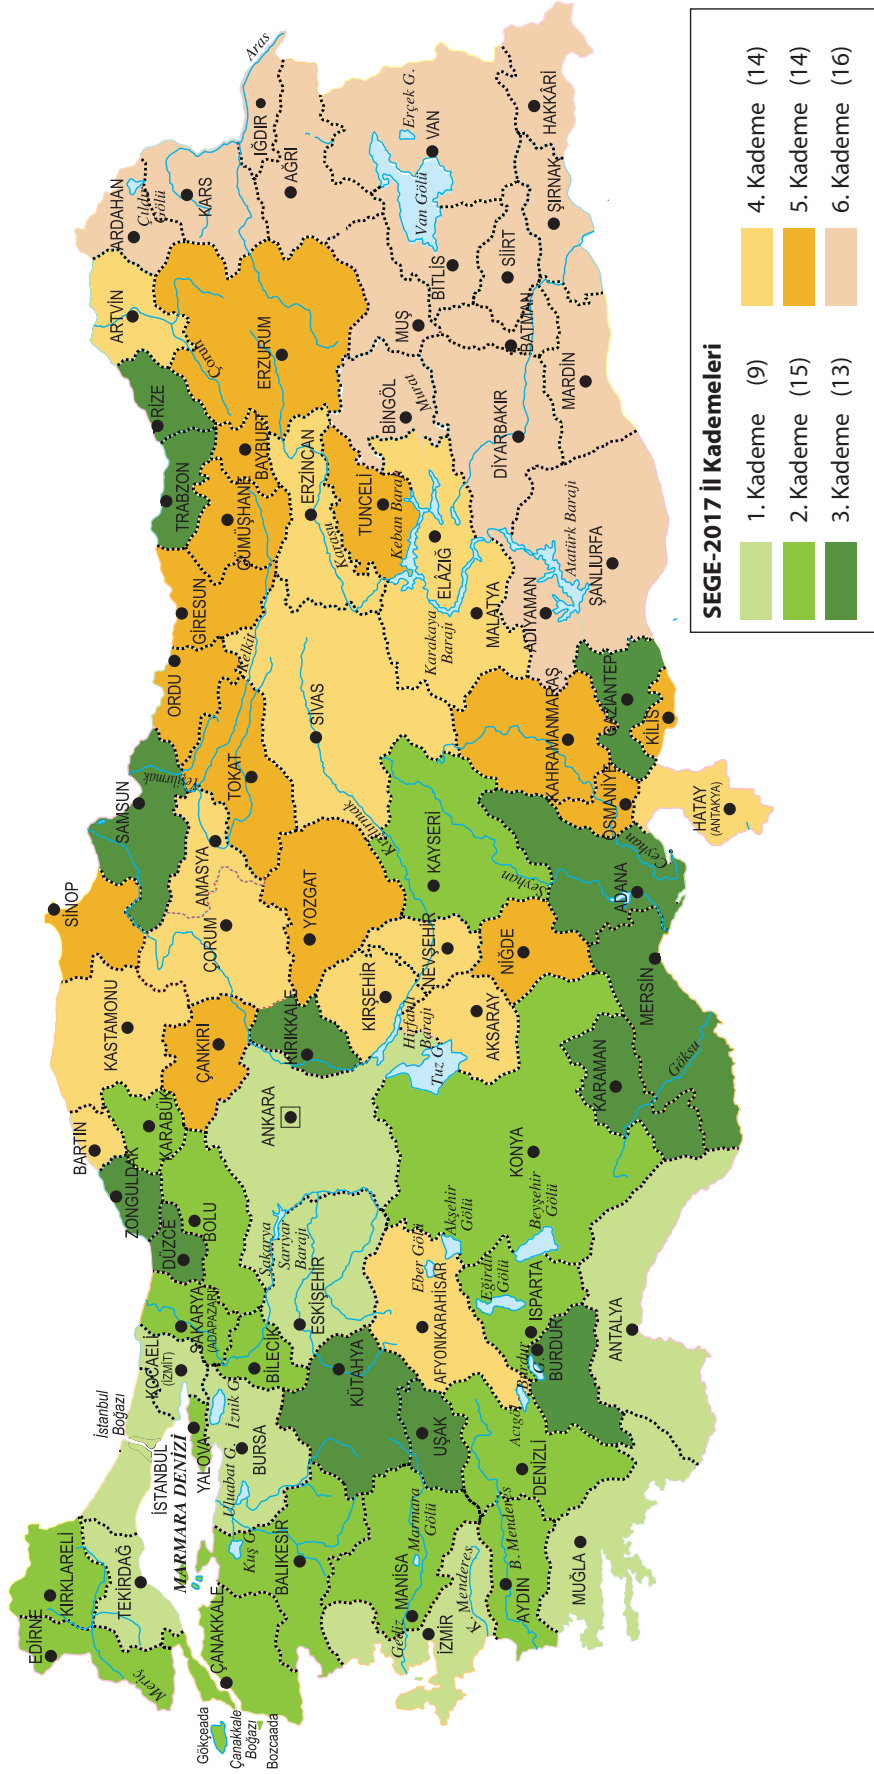 EDİRNE
KIRKLARELİ
TEKİRDAĞ
Meriç
İSTANBUL
İstanbul
Boğazı
MARMARA DENİZİ
KOCAELİ
(İZMİT)
YALOVA
SAKARYA
(ADAPAZARI)
DÜZCE
ZONGULDAK
BARTIN
KARABÜK
BOLU
KASTAMONU
ÇANKIRI
SİNOP
SAMSUN
AMASYA
ÇORUM
Yeşilırmak
TOKAT
ORDU
GİRESUN
Kelkit
TRABZON
RİZE
GÜMÜŞHANE
BAYBURT
Çoruh
ARTVİN
ARDAHAN
Çıldır
Gölü
KARS
Aras
IĞDIR
AĞRI
ERZURUM
ERZİNCAN
Karasu
TUNCELİ
Keban Barajı
BİNGÖL
Murat
MUŞ
Van Gölü
Erçek G.
VAN
BİTLİS
SİİRT
HAKKÂRİ
ŞIRNAK
BATMAN
MARDİN
DİYARBAKIR
ELÂZIĞ
Karakaya
Barajı
MALATYA
ADIYAMAN
Atatürk Barajı
ŞANLIURFA
SİVAS
Kızılırmak
KAYSERİ
YOZGAT
KIRIKKALE
KIRŞEHİR
NEVŞEHİR
Hirfanlı
Barajı
Tuz G.
AKSARAY
NİĞDE
Seyhan
Ceyhan
ADANA
KAHRAMANMARAŞ
OSMANİYE
GAZİANTEP
KİLİS
HATAY
(ANTAKYA)
MERSİN
Göksu
KARAMAN
KONYA
ANKARA
Sakarya
Sarıyar
Barajı
ESKİŞEHİR
BİLECİK
İznik G.
BURSA
Uluabat G.
Kuş G.
BALIKESİR
ÇANAKKALE
Gökçeada
Çanakkale
Boğazı
Bozcaada
KÜTAHYA
UŞAK
AFYONKARAHİSAR
Eber Gölü
Akşehir
Gölü
Beyşehir
Gölü
Eğirdir
Gölü
ISPARTA
Burdur
BURDUR
Acıgöl
DENİZLİ
MANİSA
Marmara
Gölü
Gediz
İZMİR
K. Menderes
B. Menderes
AYDIN
MUĞLA
ANTALYA
SEGE-2017 İl Kademeleri
1. Kademe (9)
2. Kademe (15)
3. Kademe (13)
4. Kademe (14)
5. Kademe (14)
6. Kademe (16)